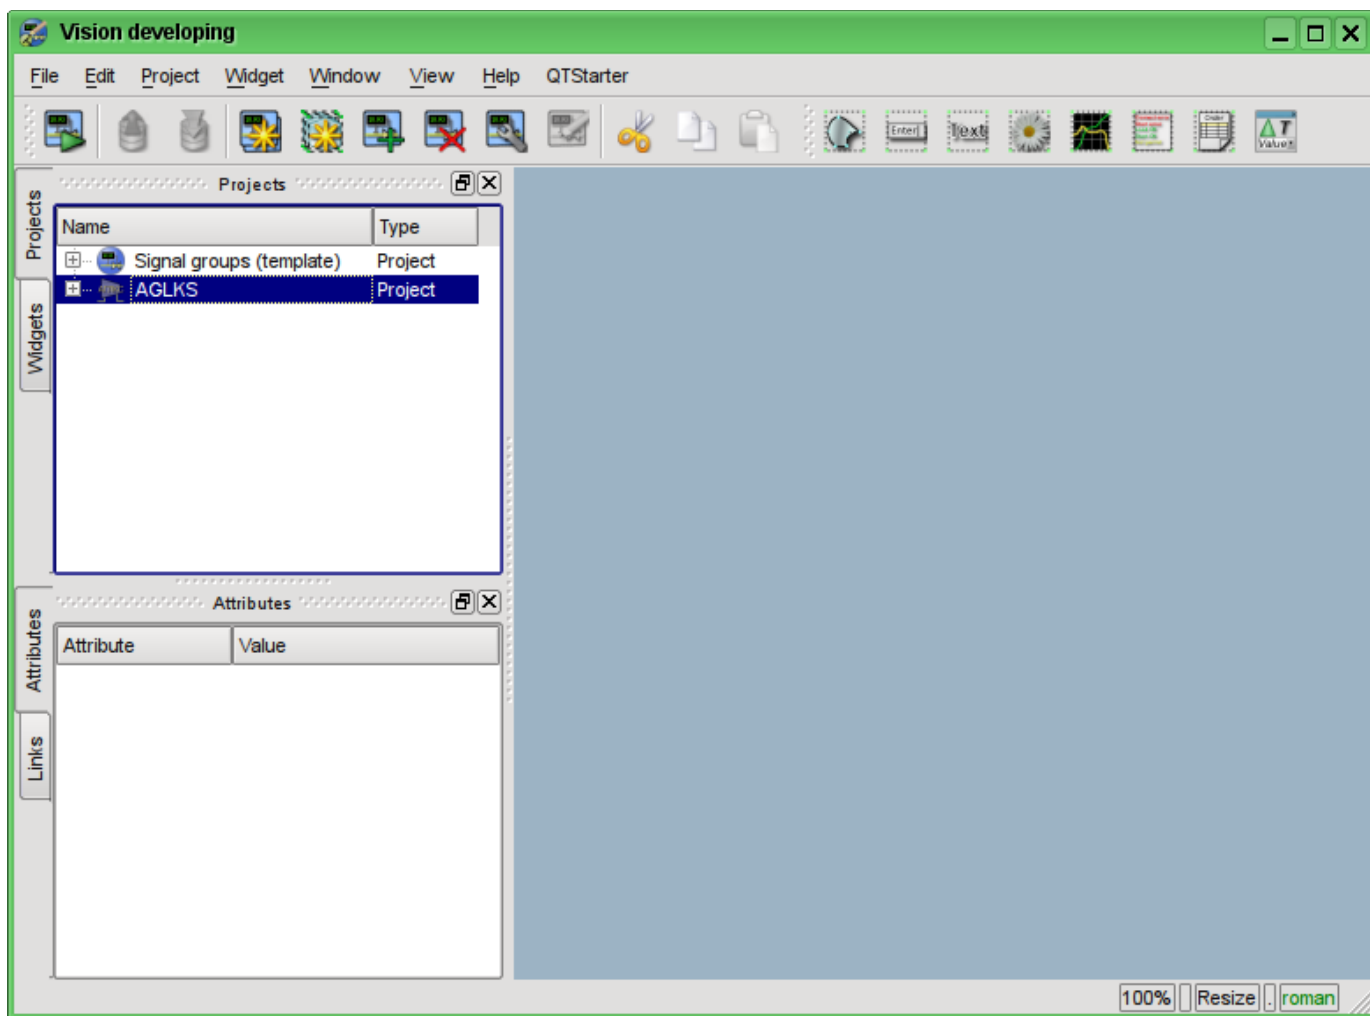 Vision developing
File Edit Project Widget Window View Help QTStarter
Enter Text Value
Projects
Widgets
Projects
Name Type
Signal groups (template) Project
AGLKS Project
Attributes
Links
Attributes
Attribute Value
100% Resize . roman